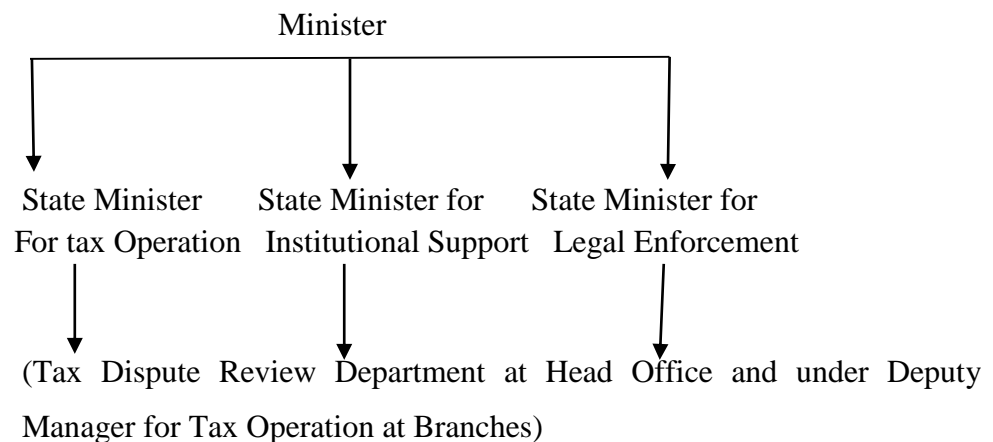 Minister
State Minister State Minister for State Minister for
For tax Operation Institutional Support Legal Enforcement
(Tax Dispute Review Department at Head Office and under Deputy
Manager for Tax Operation at Branches)